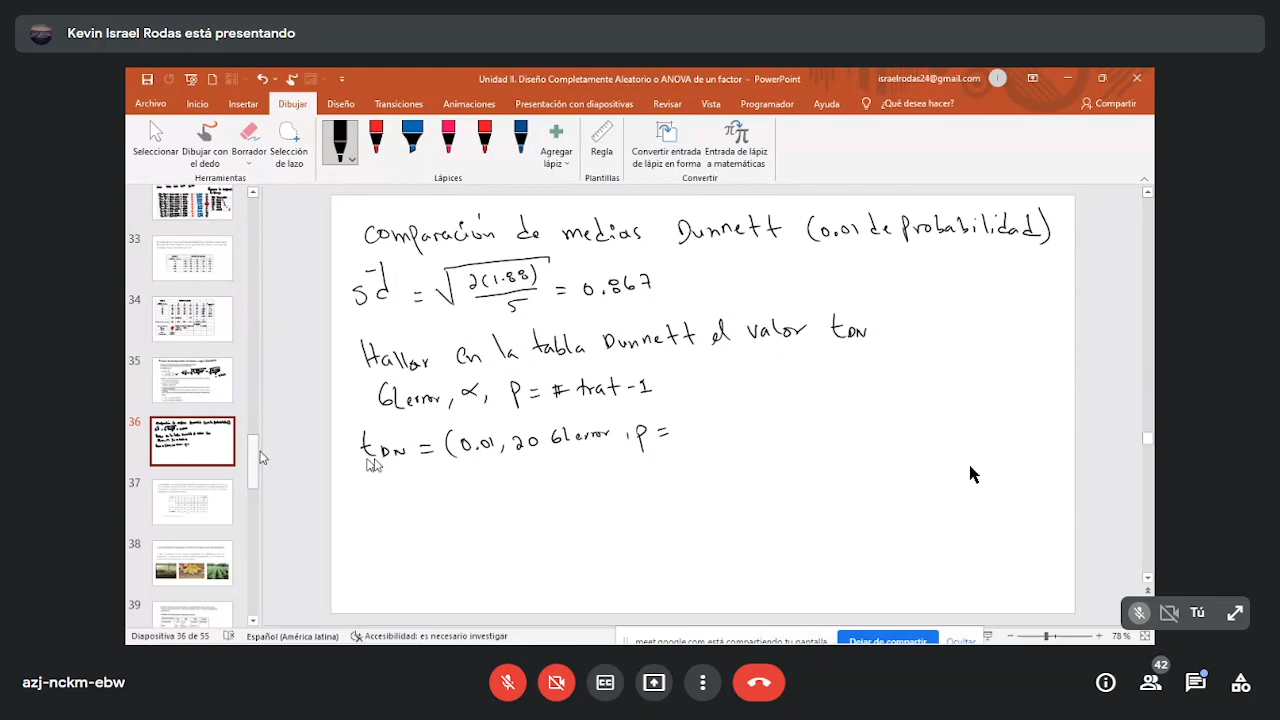 Kevin Israel Rodas está presentando
Unidad II. Diseño Completamente Aleatorio o ANOVA de un factor - PowerPoint
israelrodas24@gmail.com
I
Archivo Inicio Insertar Dibujar Diseño Transiciones Animaciones Presentación con diapositivas Revisar Vista Programador Ayuda ¿Qué desea hacer? Compartir
Seleccionar
Dibujar con el dedo
Borrador
Selección de lazo
Agregar lápiz
Regla
Convertir entrada de lápiz en forma
Entrada de lápiz a matemáticas
Herramientas
Lápices
Plantillas
Convertir
33
34
35
36
37
38
39
Comparación de medias Dunnett (0.01 de probabilidad)
Sd̄ = √2(1.88)/5 = 0.867
Hallar en la tabla Dunnett el valor tDN
Glerror, α, P = # trat -1
tDN = (0.01, 20 Glerror, p =
Diapositiva 36 de 55
Español (América latina)
Accesibilidad: es necesario investigar
meet.google.com está compartiendo tu pantalla.
Dejar de compartir
Ocultar
78 %
Tú
azj-nckm-ebw
42